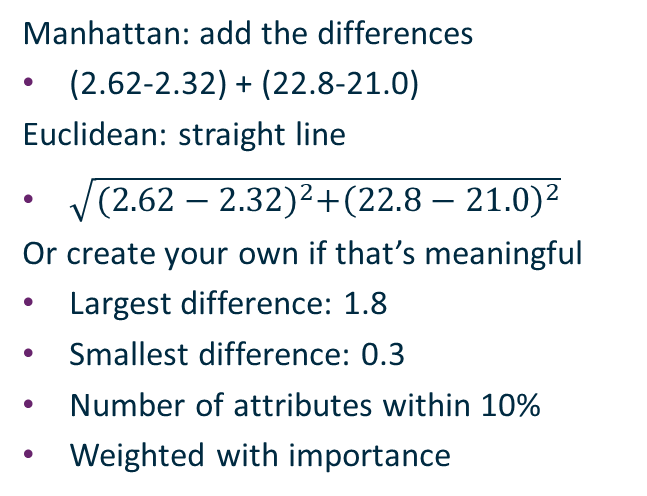 Manhattan: add the differences
• (2.62-2.32) + (22.8-21.0)
Euclidean: straight line
• √(2.62 − 2.32)²+(22.8 − 21.0)²
Or create your own if that’s meaningful
• Largest difference: 1.8
• Smallest difference: 0.3
• Number of attributes within 10%
• Weighted with importance